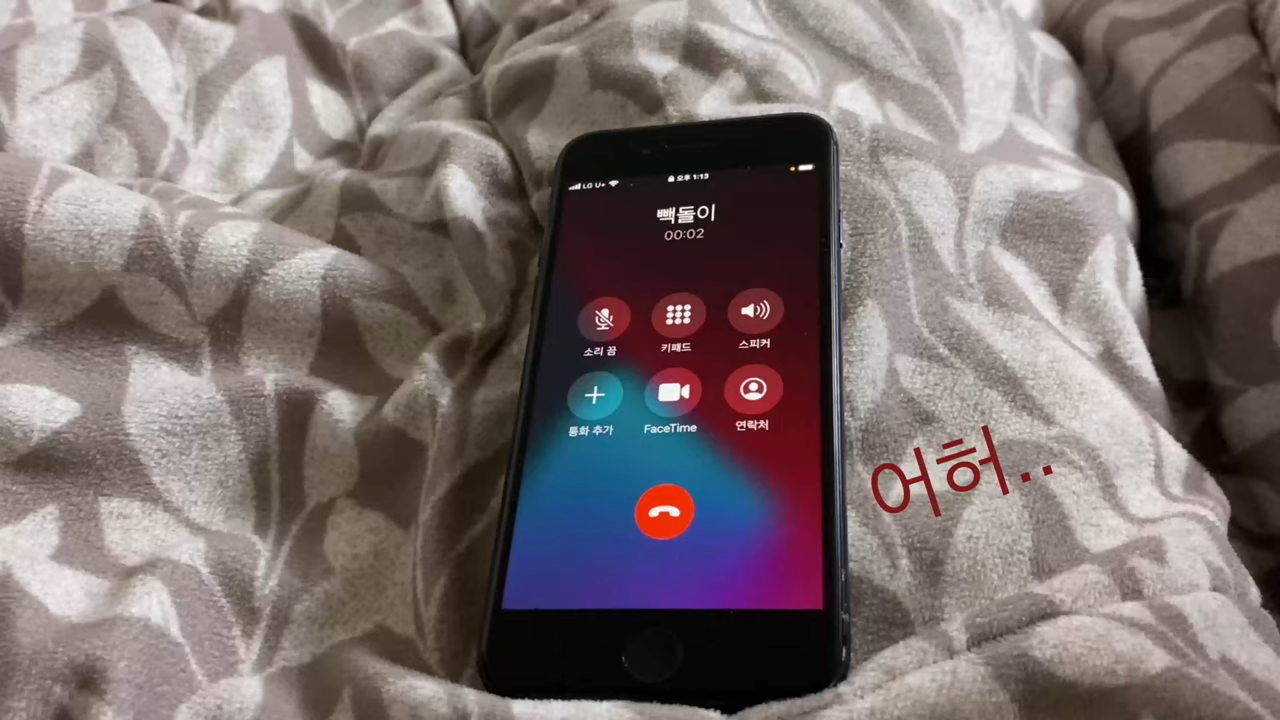 LG U+ 오후 1:13
빽돌이
00:02
소리 끔 키패드 스피커
통화 추가 FaceTime 연락처
어허..